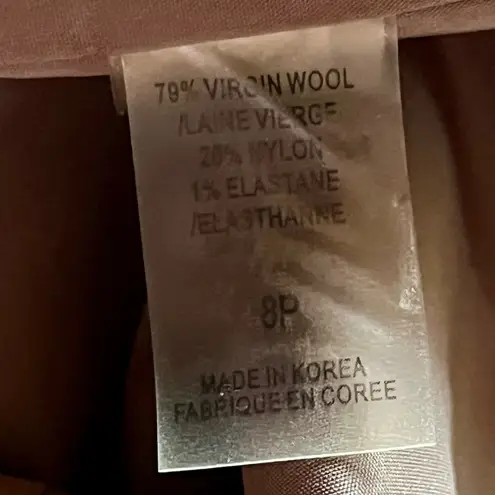 79% VIRGIN WOOL
/LAINE VIERGE
20% NYLON
1% ELASTANE
/ELASTHANNE
8P
MADE IN KOREA
FABRIQUE EN COREE